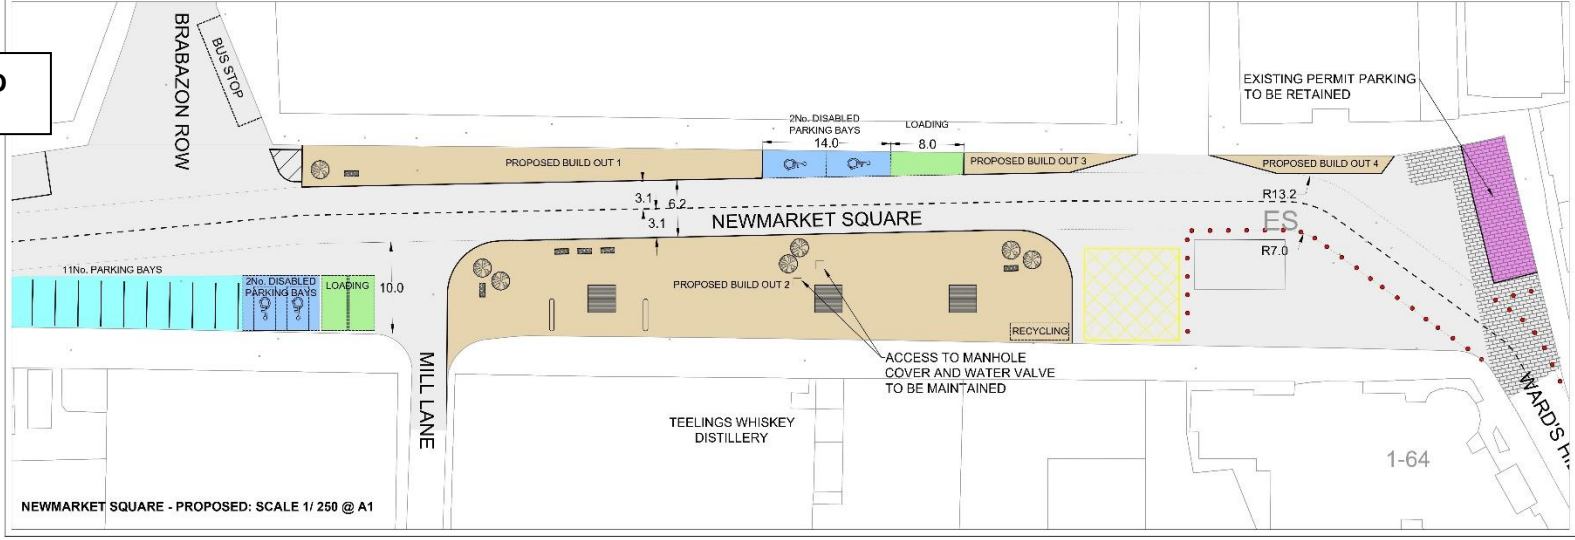 BRABAZON ROW
BUS STOP
EXISTING PERMIT PARKING
TO BE RETAINED
2No. DISABLED
PARKING BAYS
14.0
LOADING
8.0
PROPOSED BUILD OUT 1
PROPOSED BUILD OUT 3
PROPOSED BUILD OUT 4
3.1
6.2
3.1
NEWMARKET SQUARE
R13.2
ES
R7.0
11No. PARKING BAYS
2No. DISABLED
PARKING BAYS
LOADING
10.0
PROPOSED BUILD OUT 2
RECYCLING
ACCESS TO MANHOLE
COVER AND WATER VALVE
TO BE MAINTAINED
MILL LANE
TEELINGS WHISKEY
DISTILLERY
WARD'S
1-64
NEWMARKET SQUARE - PROPOSED: SCALE 1/ 250 @ A1